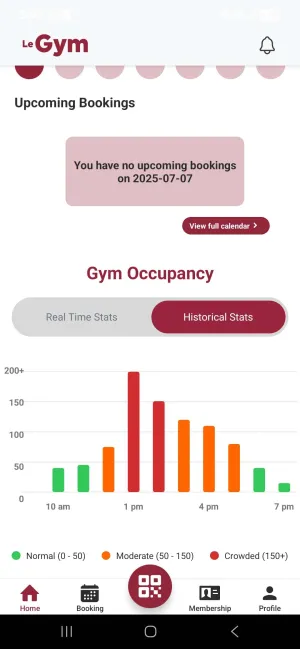 Le Gym
Upcoming Bookings
You have no upcoming bookings
on 2025-07-07
View full calendar >
Gym Occupancy
Real Time Stats
Historical Stats
200+
150
100
50
0
10 am
1 pm
4 pm
7 pm
Normal (0 - 50)
Moderate (50 - 150)
Crowded (150+)
Home
Booking
Membership
Profile